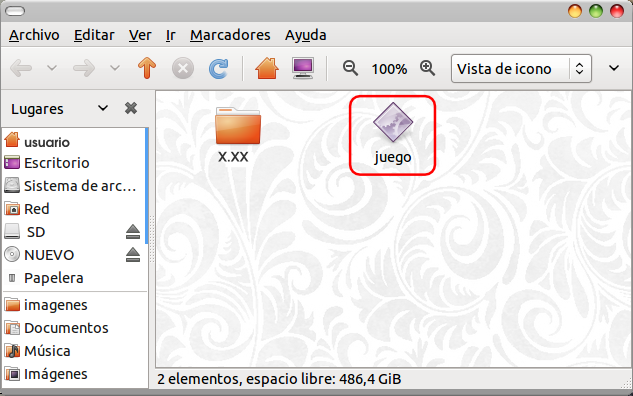 Archivo Editar Ver Ir Marcadores Ayuda
100% Vista de icono
Lugares
usuario
Escritorio
Sistema de arc...
Red
SD
NUEVO
Papelera
imagenes
Documentos
Música
Imágenes
X.XX juego
2 elementos, espacio libre: 486,4 GiB